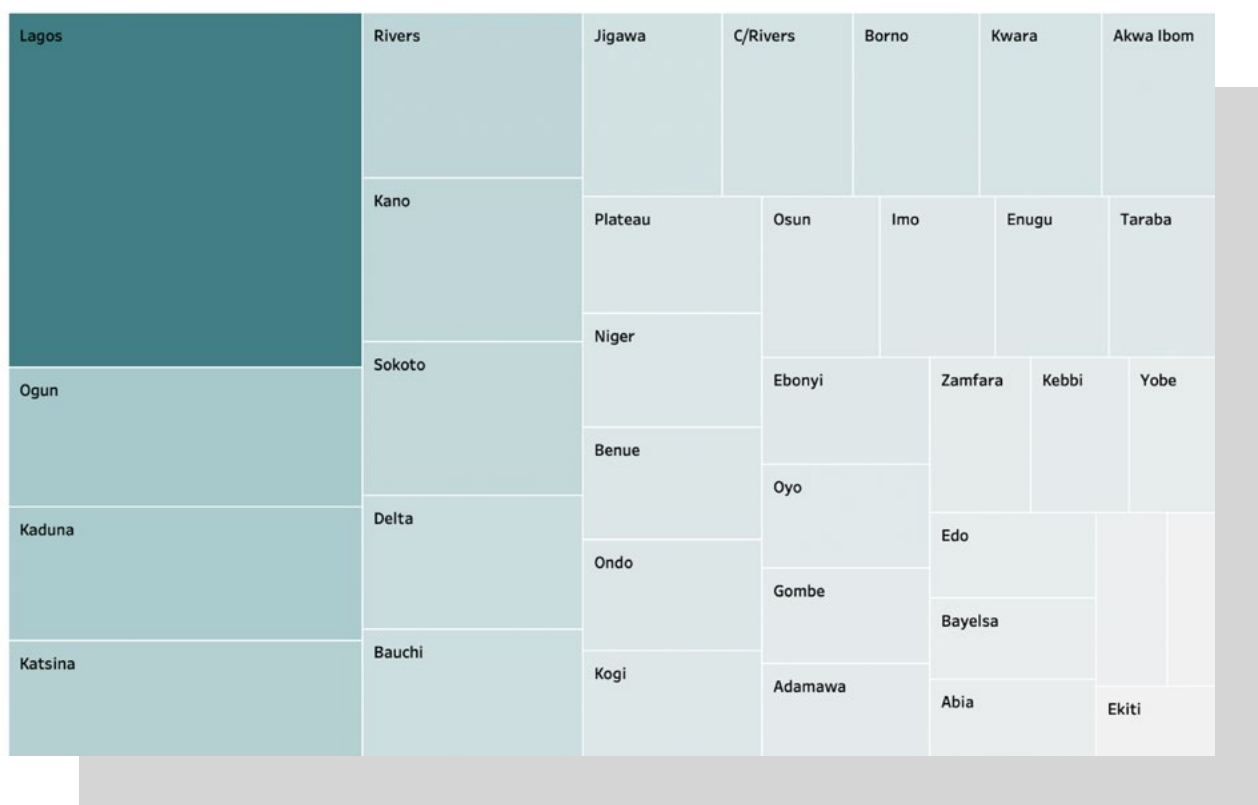 Lagos
Ogun
Kaduna
Katsina
Rivers
Kano
Sokoto
Delta
Bauchi
Jigawa
C/Rivers
Borno
Kwara
Akwa Ibom
Plateau
Niger
Benue
Ondo
Kogi
Osun
Imo
Enugu
Taraba
Ebonyi
Oyo
Gombe
Adamawa
Zamfara
Kebbi
Yobe
Edo
Bayelsa
Abia
Ekiti